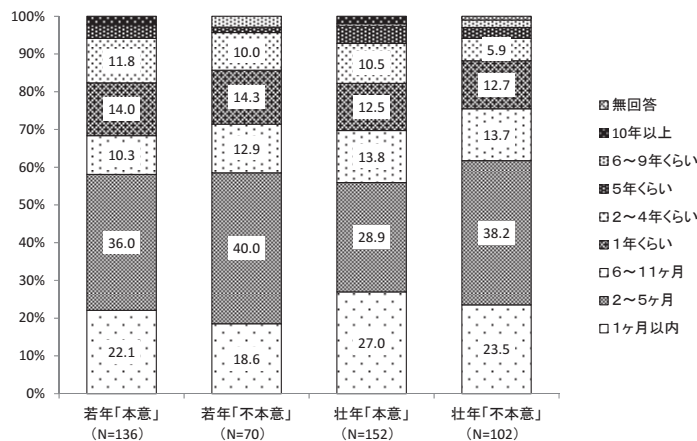 100%
90%
80%
70%
60%
50%
40%
30%
20%
10%
0%
11.8
14.0
10.3
36.0
22.1
10.0
14.3
12.9
40.0
18.6
10.5
12.5
13.8
28.9
27.0
5.9
12.7
13.7
38.2
23.5
若年「本意」
(N=136)
若年「不本意」
(N=70)
壮年「本意」
(N=152)
壮年「不本意」
(N=102)
無回答
10年以上
6〜9年くらい
5年くらい
2〜4年くらい
1年くらい
6〜11ヶ月
2〜5ヶ月
1ヶ月以内